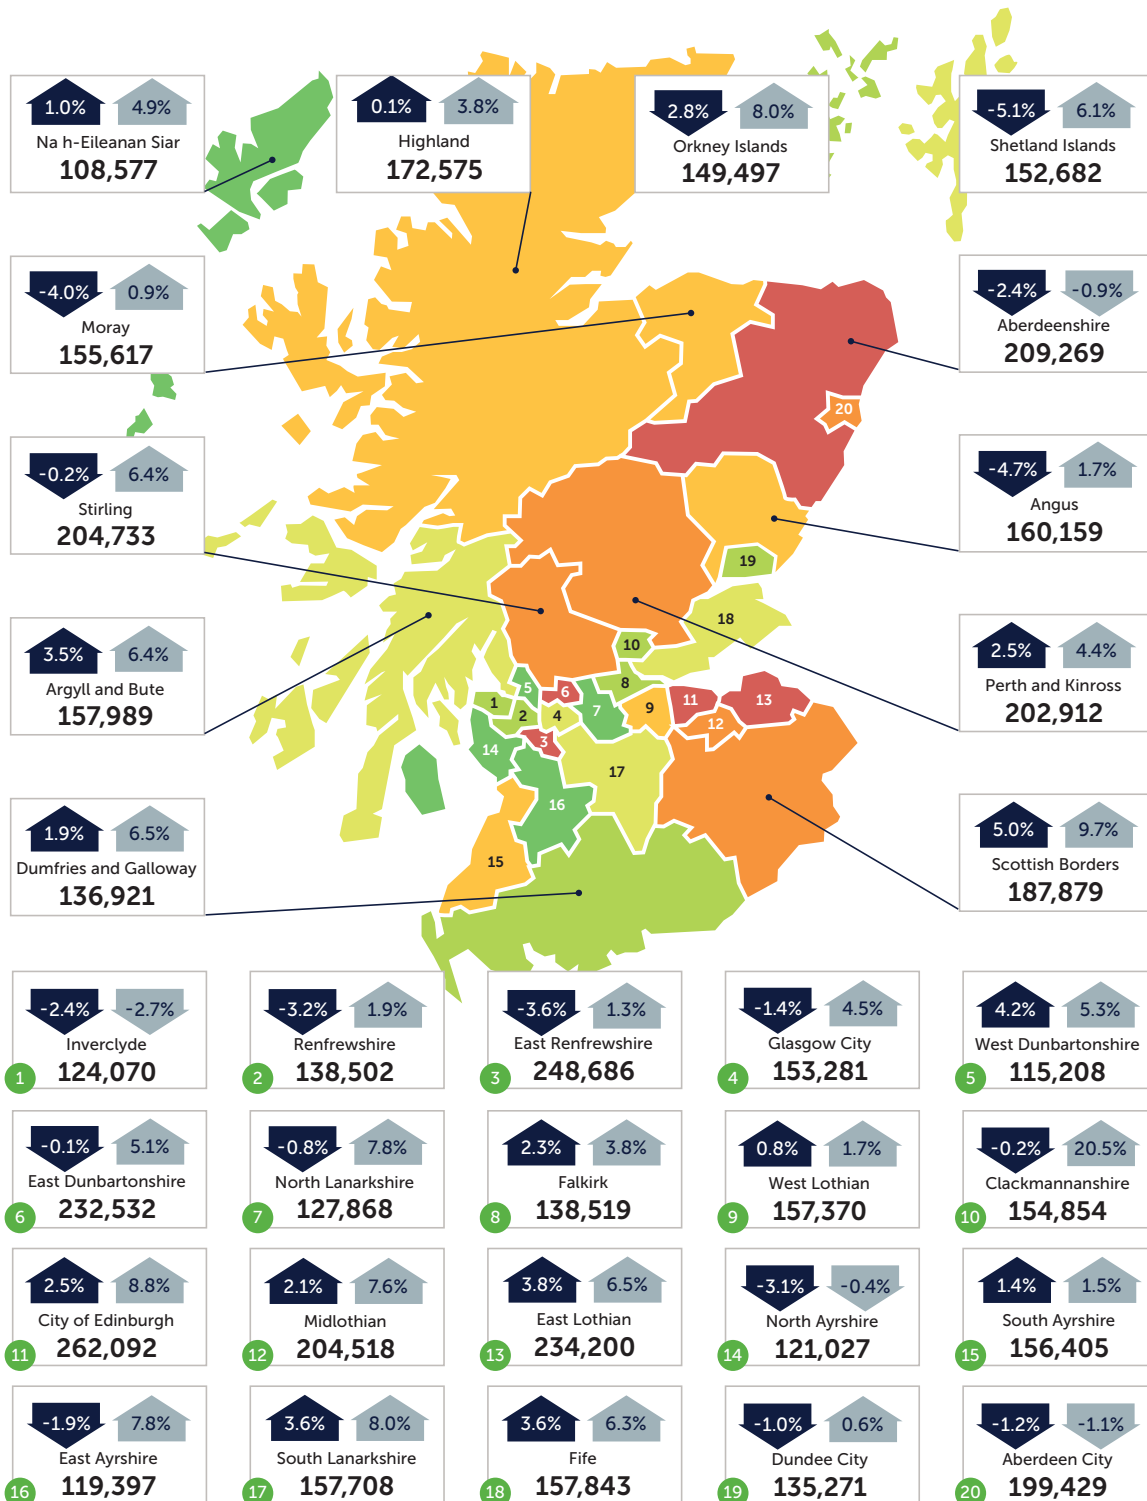 1.0% 4.9%
Na h-Eileanan Siar
108,577
0.1% 3.8%
Highland
172,575
2.8% 8.0%
Orkney Islands
149,497
-5.1% 6.1%
Shetland Islands
152,682
-4.0% 0.9%
Moray
155,617
-2.4% -0.9%
Aberdeenshire
209,269
-0.2% 6.4%
Stirling
204,733
-4.7% 1.7%
Angus
160,159
3.5% 6.4%
Argyll and Bute
157,989
2.5% 4.4%
Perth and Kinross
202,912
1.9% 6.5%
Dumfries and Galloway
136,921
5.0% 9.7%
Scottish Borders
187,879
20
19
18
10
8
5
6
1
2
4
7
9
11
13
12
3
14
17
16
15
-2.4% -2.7%
Inverclyde
1 124,070
-3.2% 1.9%
Renfrewshire
2 138,502
-3.6% 1.3%
East Renfrewshire
3 248,686
-1.4% 4.5%
Glasgow City
4 153,281
4.2% 5.3%
West Dunbartonshire
5 115,208
-0.1% 5.1%
East Dunbartonshire
6 232,532
-0.8% 7.8%
North Lanarkshire
7 127,868
2.3% 3.8%
Falkirk
8 138,519
0.8% 1.7%
West Lothian
9 157,370
-0.2% 20.5%
Clackmannanshire
10 154,854
2.5% 8.8%
City of Edinburgh
11 262,092
2.1% 7.6%
Midlothian
12 204,518
3.8% 6.5%
East Lothian
13 234,200
-3.1% -0.4%
North Ayrshire
14 121,027
1.4% 1.5%
South Ayrshire
15 156,405
-1.9% 7.8%
East Ayrshire
16 119,397
3.6% 8.0%
South Lanarkshire
17 157,708
3.6% 6.3%
Fife
18 157,843
-1.0% 0.6%
Dundee City
19 135,271
-1.2% -1.1%
Aberdeen City
20 199,429